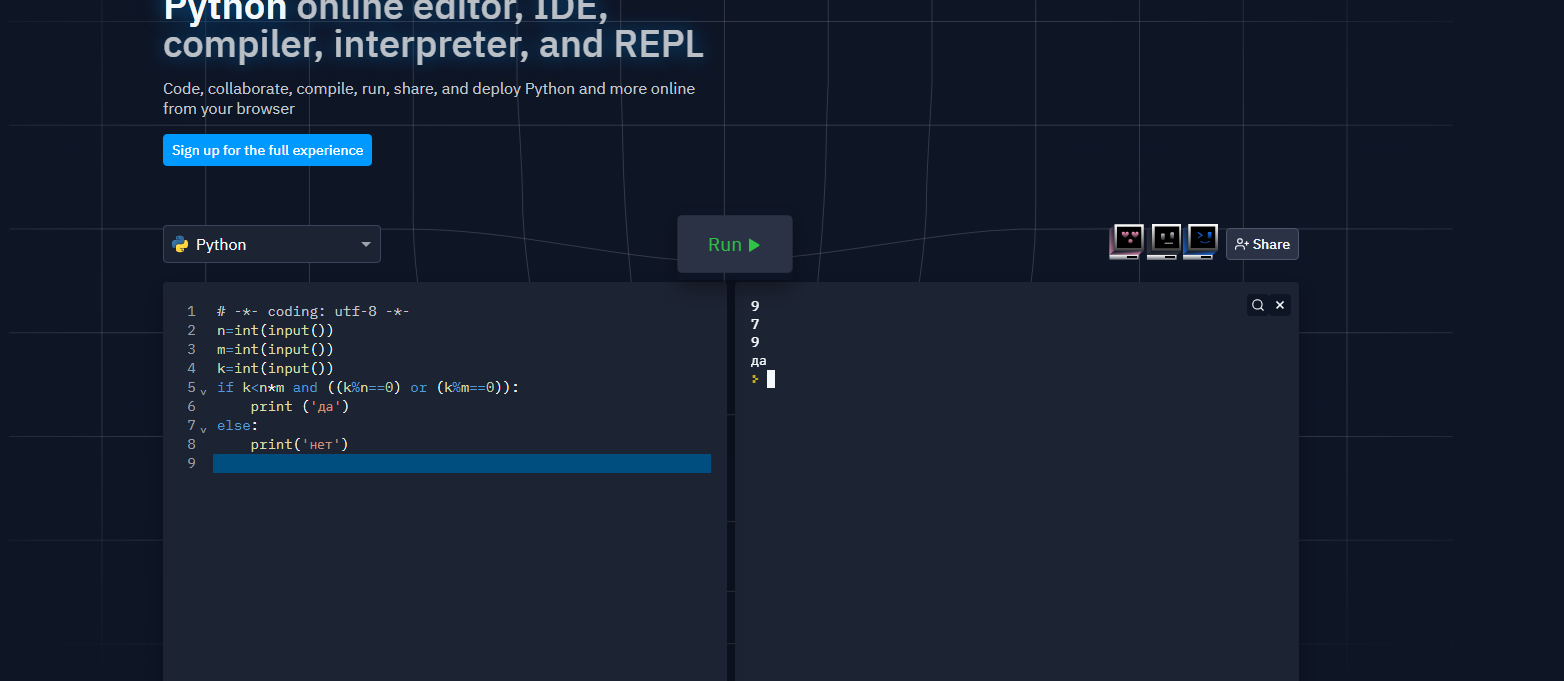 Python online editor, IDE,
compiler, interpreter, and REPL
Code, collaborate, compile, run, share, and deploy Python and more online
from your browser
Sign up for the full experience
Python
Run
Share
1 # -*- coding: utf-8 -*-
2 n=int(input())
3 m=int(input())
4 k=int(input())
5 if k<n*m and ((k%n==0) or (k%m==0)):
6     print ('да')
7 else:
8     print('нет')
9
9
7
9
да